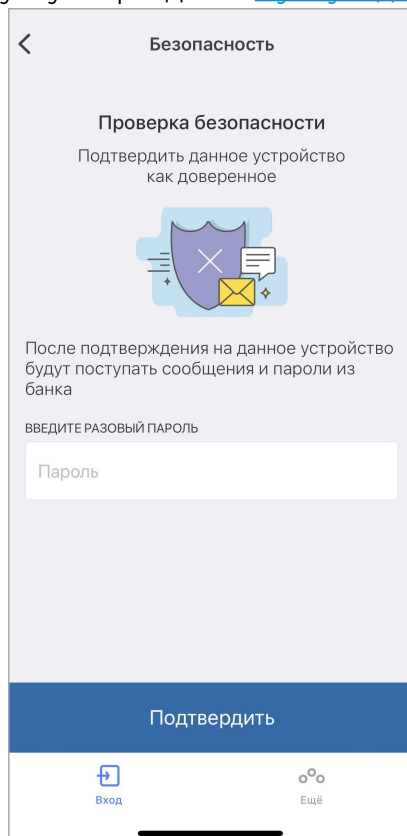 Безопасность
Проверка безопасности
Подтвердить данное устройство
как доверенное
После подтверждения на данное устройство
будут поступать сообщения и пароли из
банка
ВВЕДИТЕ РАЗОВЫЙ ПАРОЛЬ
Пароль
Подтвердить
Вход
Ещё